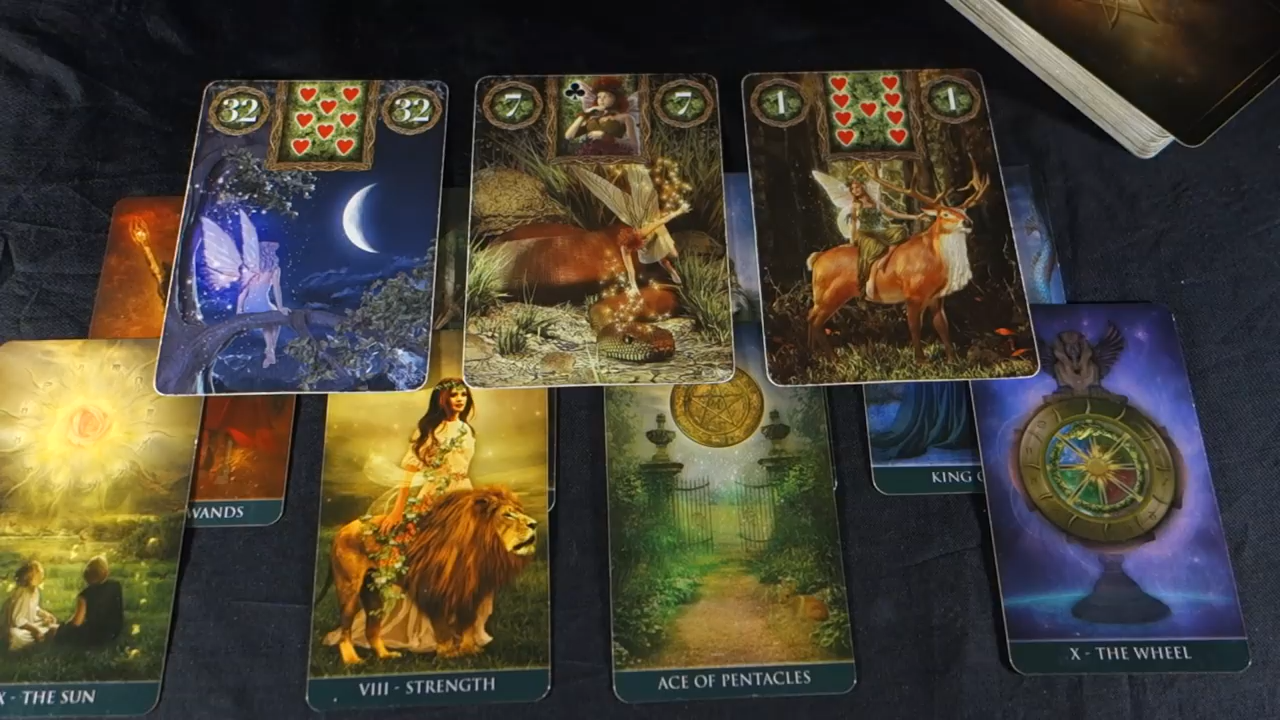 32 32
7 7
1 1
WANDS
KING
X - THE SUN
VIII - STRENGTH
ACE OF PENTACLES
X - THE WHEEL